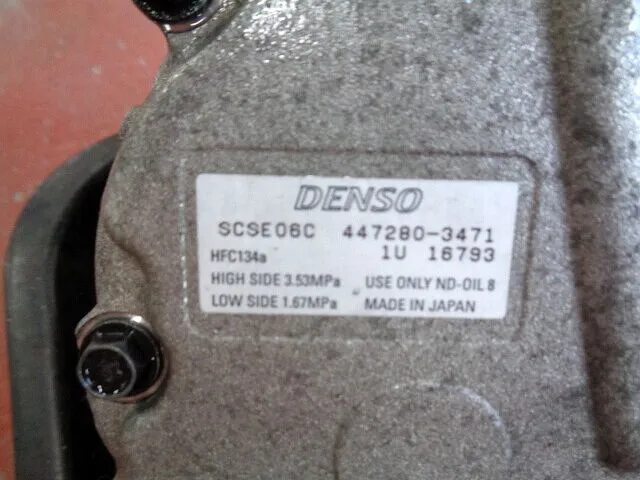 DENSO
SCSE06C 447280-3471
HFC134a 1U 16793
HIGH SIDE 3.53MPa USE ONLY ND-OIL 8
LOW SIDE 1.67MPa MADE IN JAPAN